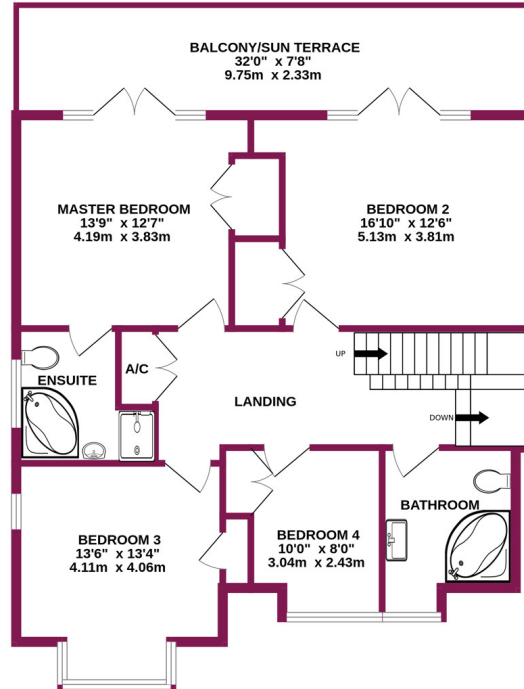 BALCONY/SUN TERRACE
32'0" x 7'8"
9.75m x 2.33m
MASTER BEDROOM
13'9" x 12'7"
4.19m x 3.83m
BEDROOM 2
16'10" x 12'6"
5.13m x 3.81m
UP
A/C
ENSUITE
LANDING
DOWN
BATHROOM
BEDROOM 3
13'6" x 13'4"
4.11m x 4.06m
BEDROOM 4
10'0" x 8'0"
3.04m x 2.43m